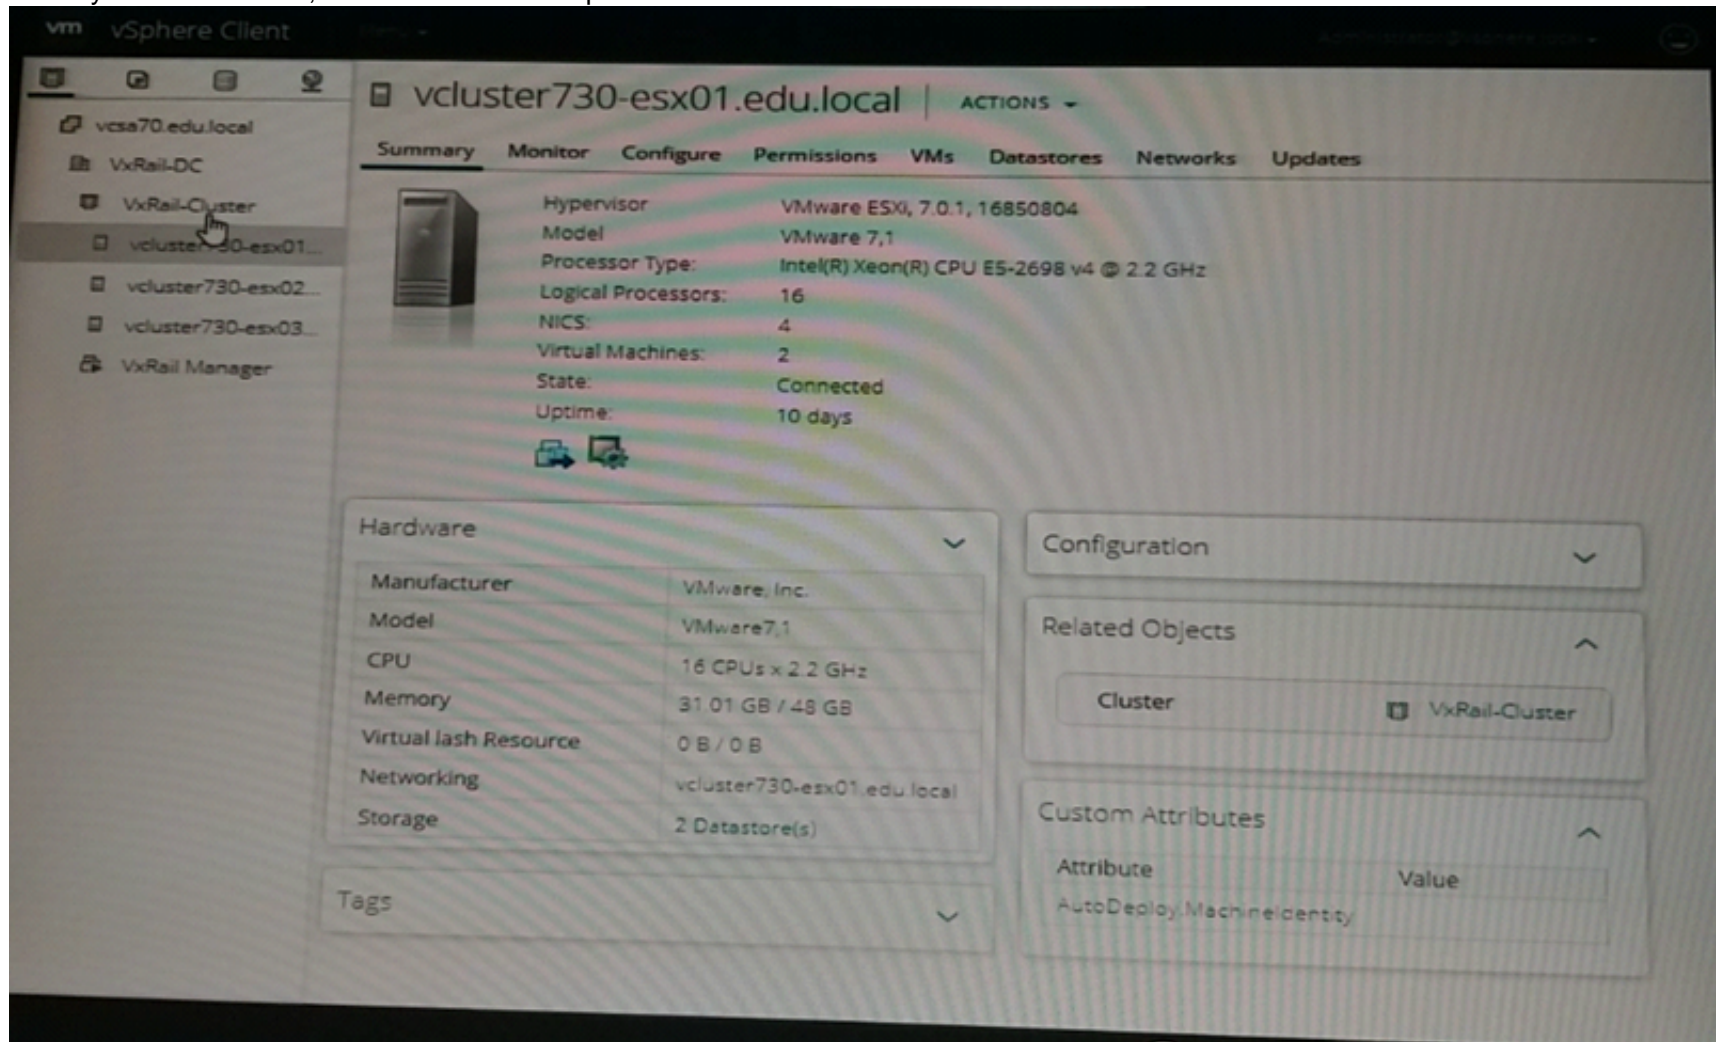 vm vSphere Client
vcsa70.edu.local
VxRail-DC
VxRail-Cluster
vcluster730-esx01...
vcluster730-esx02...
vcluster730-esx03...
VxRail Manager
vcluster730-esx01.edu.local | ACTIONS
Summary Monitor Configure Permissions VMs Datastores Networks Updates
Hypervisor VMware ESXi, 7.0.1, 16850804
Model VMware 7,1
Processor Type: Intel(R) Xeon(R) CPU E5-2698 v4 @ 2.2 GHz
Logical Processors: 16
NICS: 4
Virtual Machines: 2
State: Connected
Uptime: 10 days
Hardware
Manufacturer VMware, Inc.
Model VMware7,1
CPU 16 CPUs x 2.2 GHz
Memory 31.01 GB / 48 GB
Virtual lash Resource 0 B / 0 B
Networking vcluster730-esx01.edu.local
Storage 2 Datastore(s)
Tags
Configuration
Related Objects
Cluster VxRail-Cluster
Custom Attributes
Attribute Value
AutoDeploy.MachineIdentity